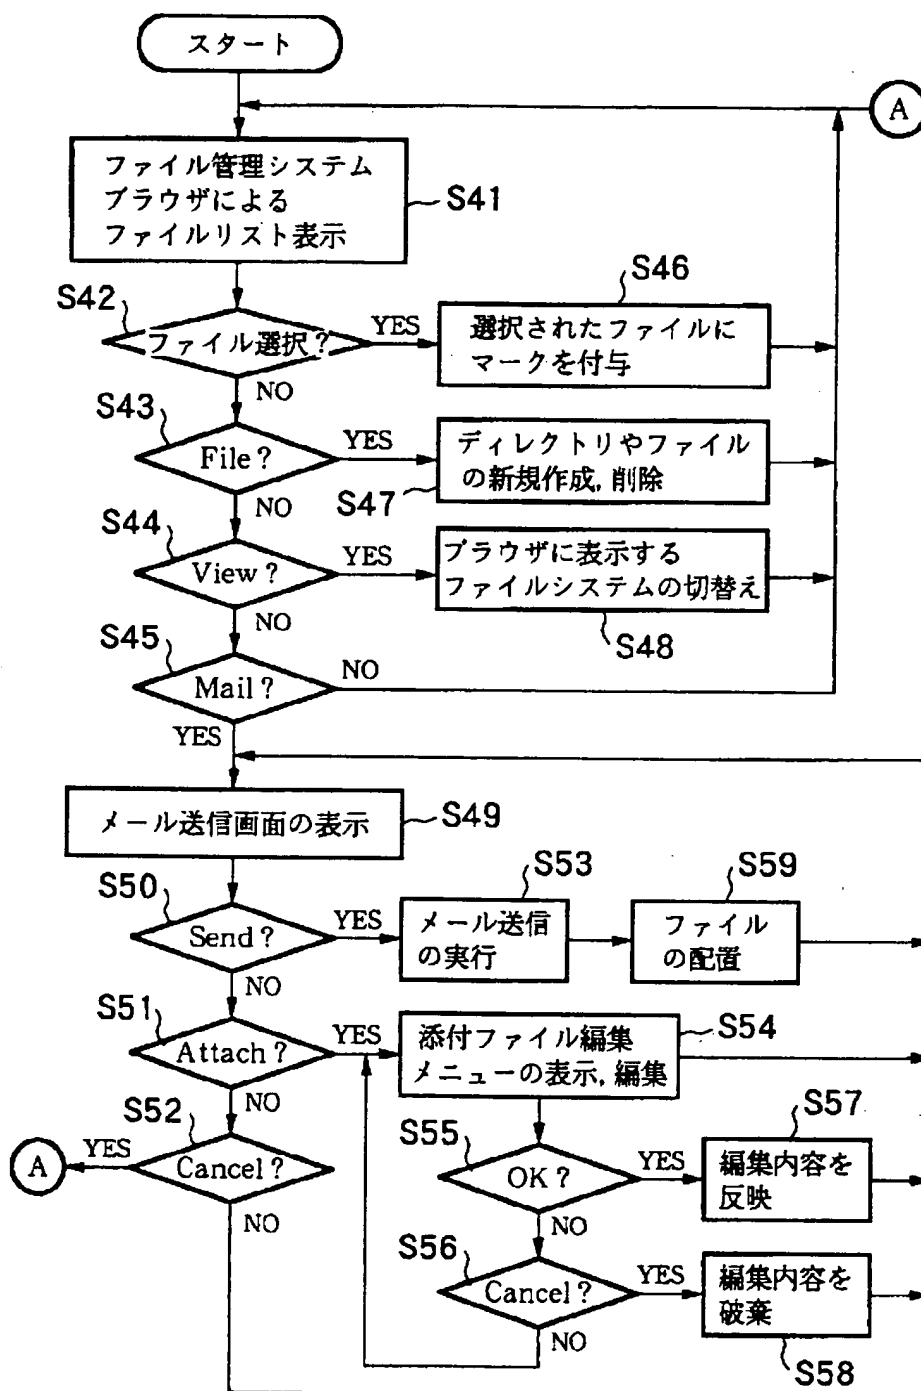 スタート
A
ファイル管理システム
ブラウザによる
ファイルリスト表示
S41
S42
ファイル選択？
YES
NO
S46
選択されたファイルに
マークを付与
S43
File？
YES
NO
S47
ディレクトリやファイル
の新規作成，削除
S44
View？
YES
NO
ブラウザに表示する
ファイルシステムの切替え
S48
S45
Mail？
NO
YES
メール送信画面の表示
S49
S50
Send？
YES
NO
S53
メール送信
の実行
S59
ファイル
の配置
S51
Attach？
YES
NO
添付ファイル編集
メニューの表示，編集
S54
S52
Cancel？
YES
A
NO
S55
OK？
YES
NO
S57
編集内容を
反映
S56
Cancel？
YES
NO
編集内容を
破棄
S58